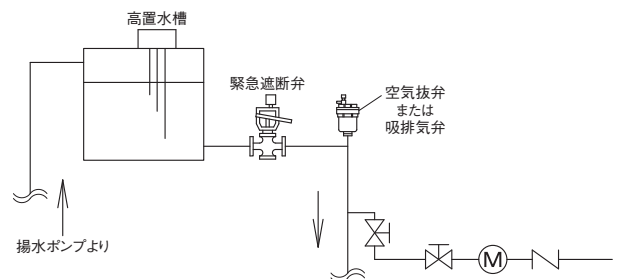 高置水槽
緊急遮断弁
空気抜弁
または
吸排気弁
揚水ポンプより
M